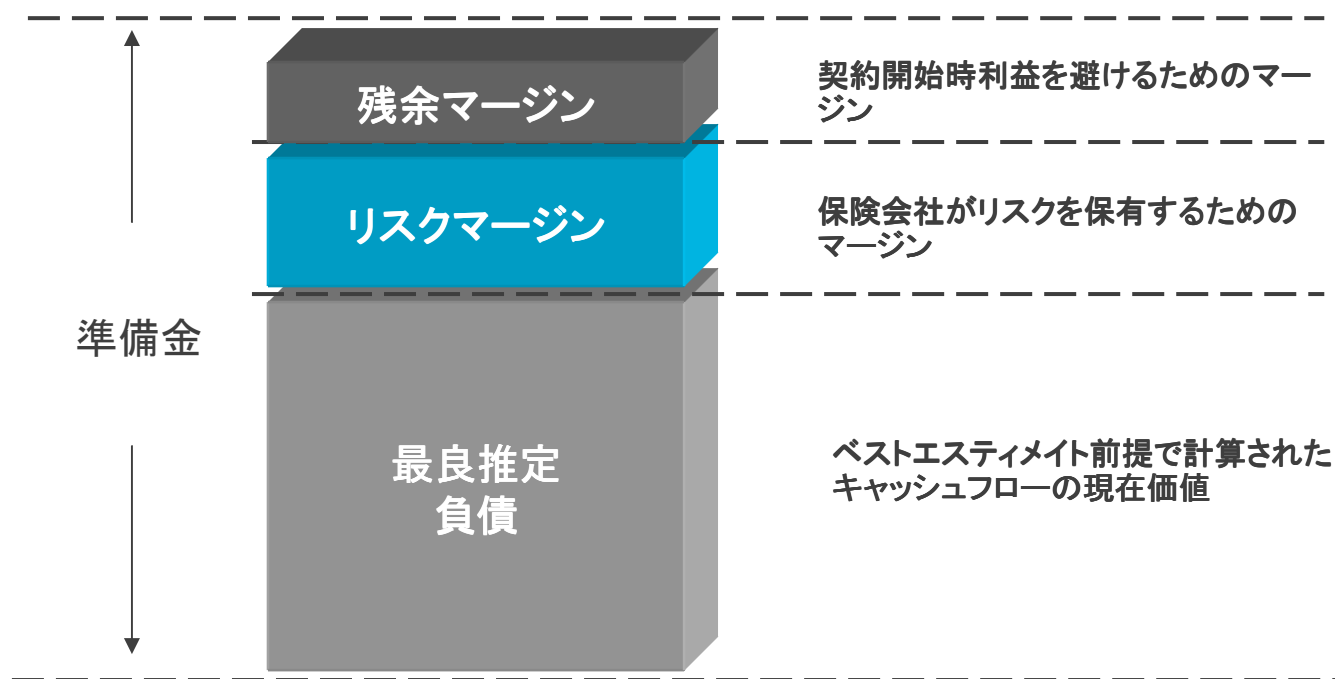 残余マージン
契約開始時利益を避けるためのマー
ジン
リスクマージン
保険会社がリスクを保有するための
マージン
準備金
最良推定
負債
ベストエスティメイト前提で計算された
キャッシュフローの現在価値